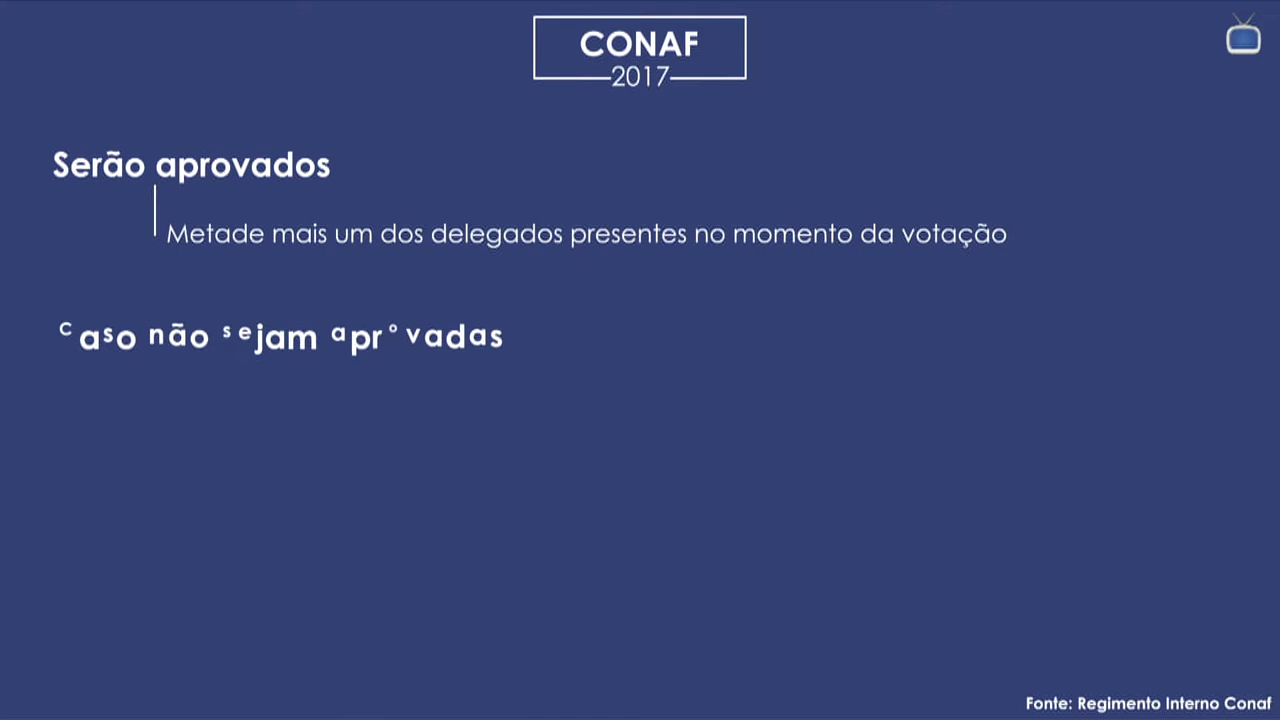 CONAF
2017
Serão aprovados
Metade mais um dos delegados presentes no momento da votação
Caso não sejam aprovadas
Fonte: Regimento Interno Conaf